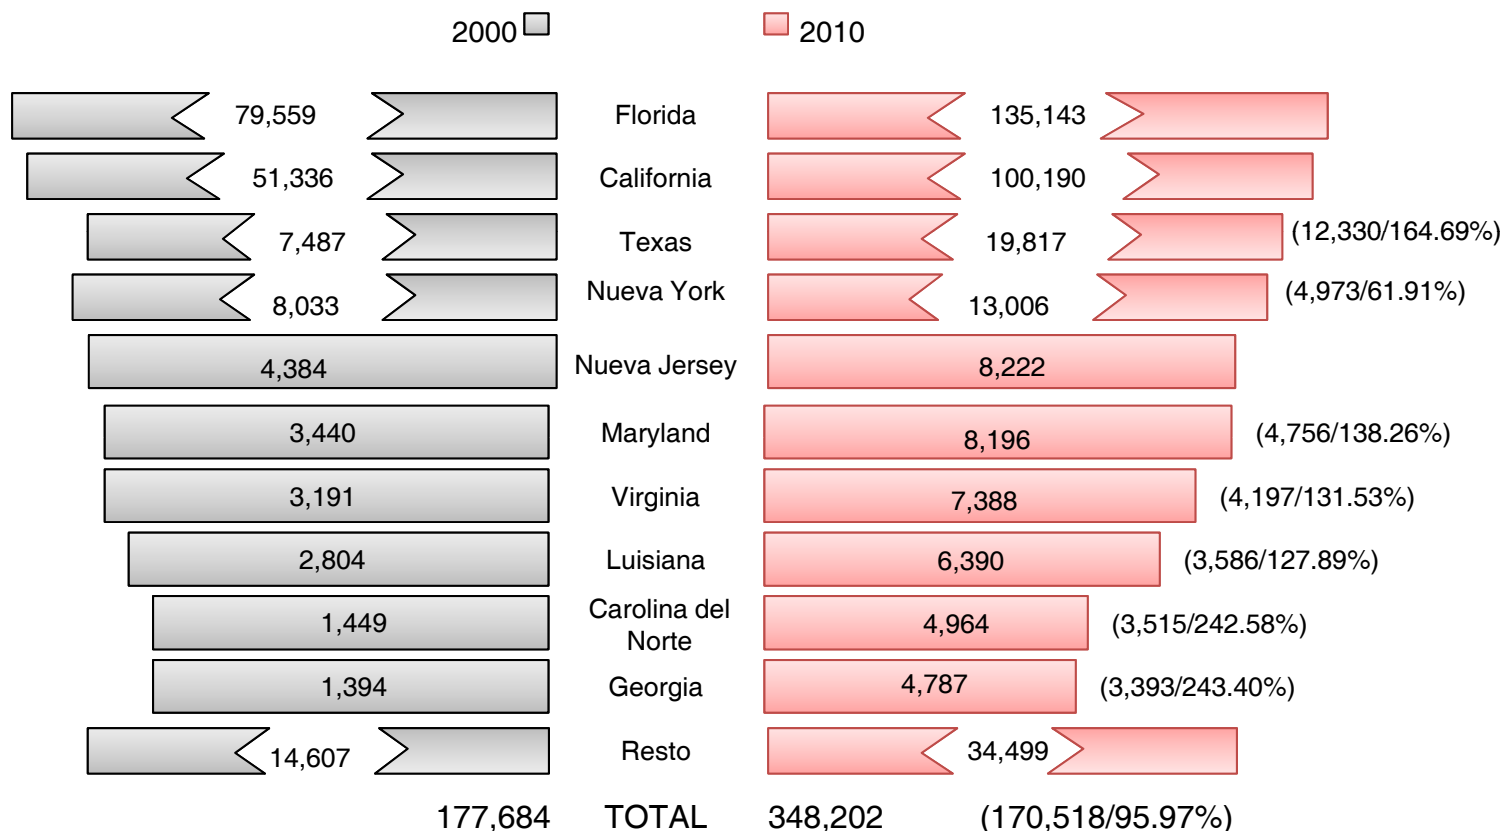 2000 2010
79,559 Florida 135,143
51,336 California 100,190
7,487 Texas 19,817 (12,330/164.69%)
8,033 Nueva York 13,006 (4,973/61.91%)
4,384 Nueva Jersey 8,222
3,440 Maryland 8,196 (4,756/138.26%)
3,191 Virginia 7,388 (4,197/131.53%)
2,804 Luisiana 6,390 (3,586/127.89%)
1,449 Carolina del 4,964 (3,515/242.58%)
Norte
1,394 Georgia 4,787 (3,393/243.40%)
14,607 Resto 34,499
177,684 TOTAL 348,202 (170,518/95.97%)